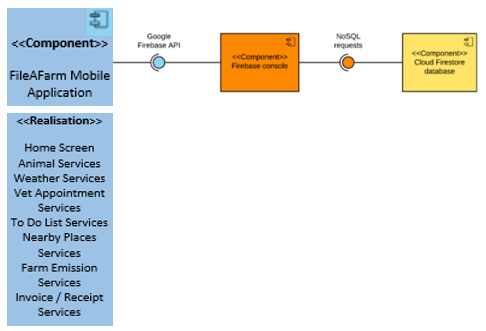 <<Component>>
FileAFarm Mobile
Application
Google
Firebase API
<<Component>>
Firebase console
NoSQL
requests
<<Component>>
Cloud Firestore
database
<<Realisation>>
Home Screen
Animal Services
Weather Services
Vet Appointment
Services
To Do List Services
Nearby Places
Services
Farm Emission
Services
Invoice / Receipt
Services